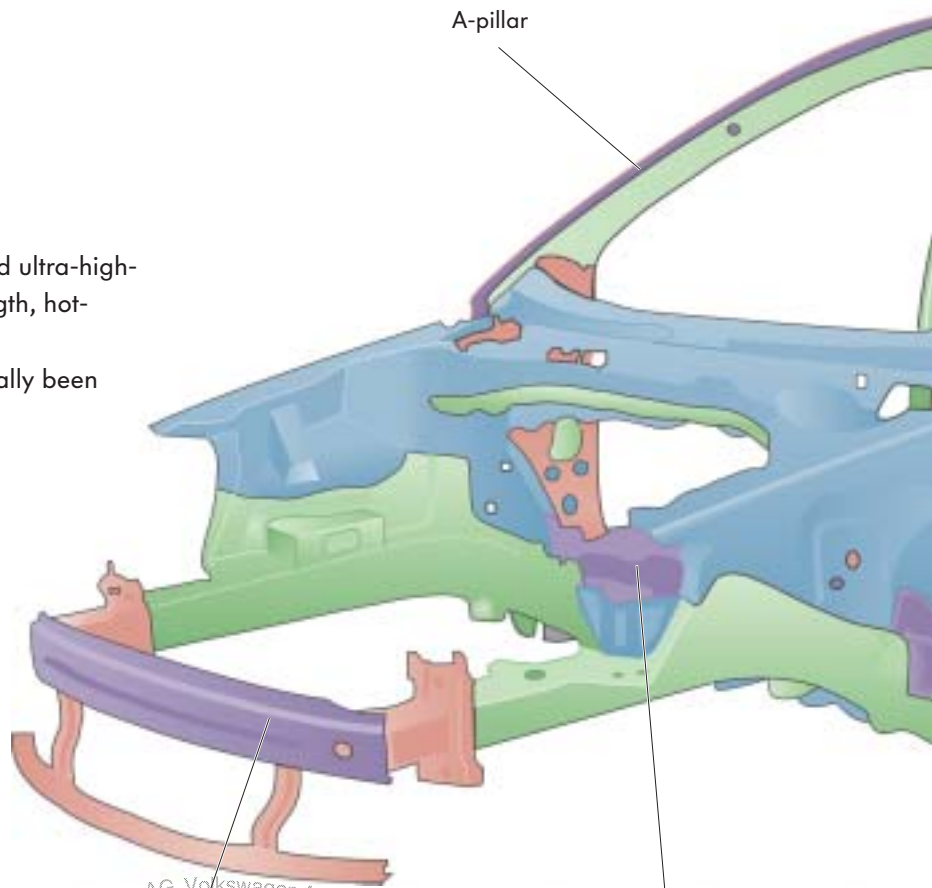 A-pillar
d ultra-high-
gth, hot-
ally been
AG. Volkswagen